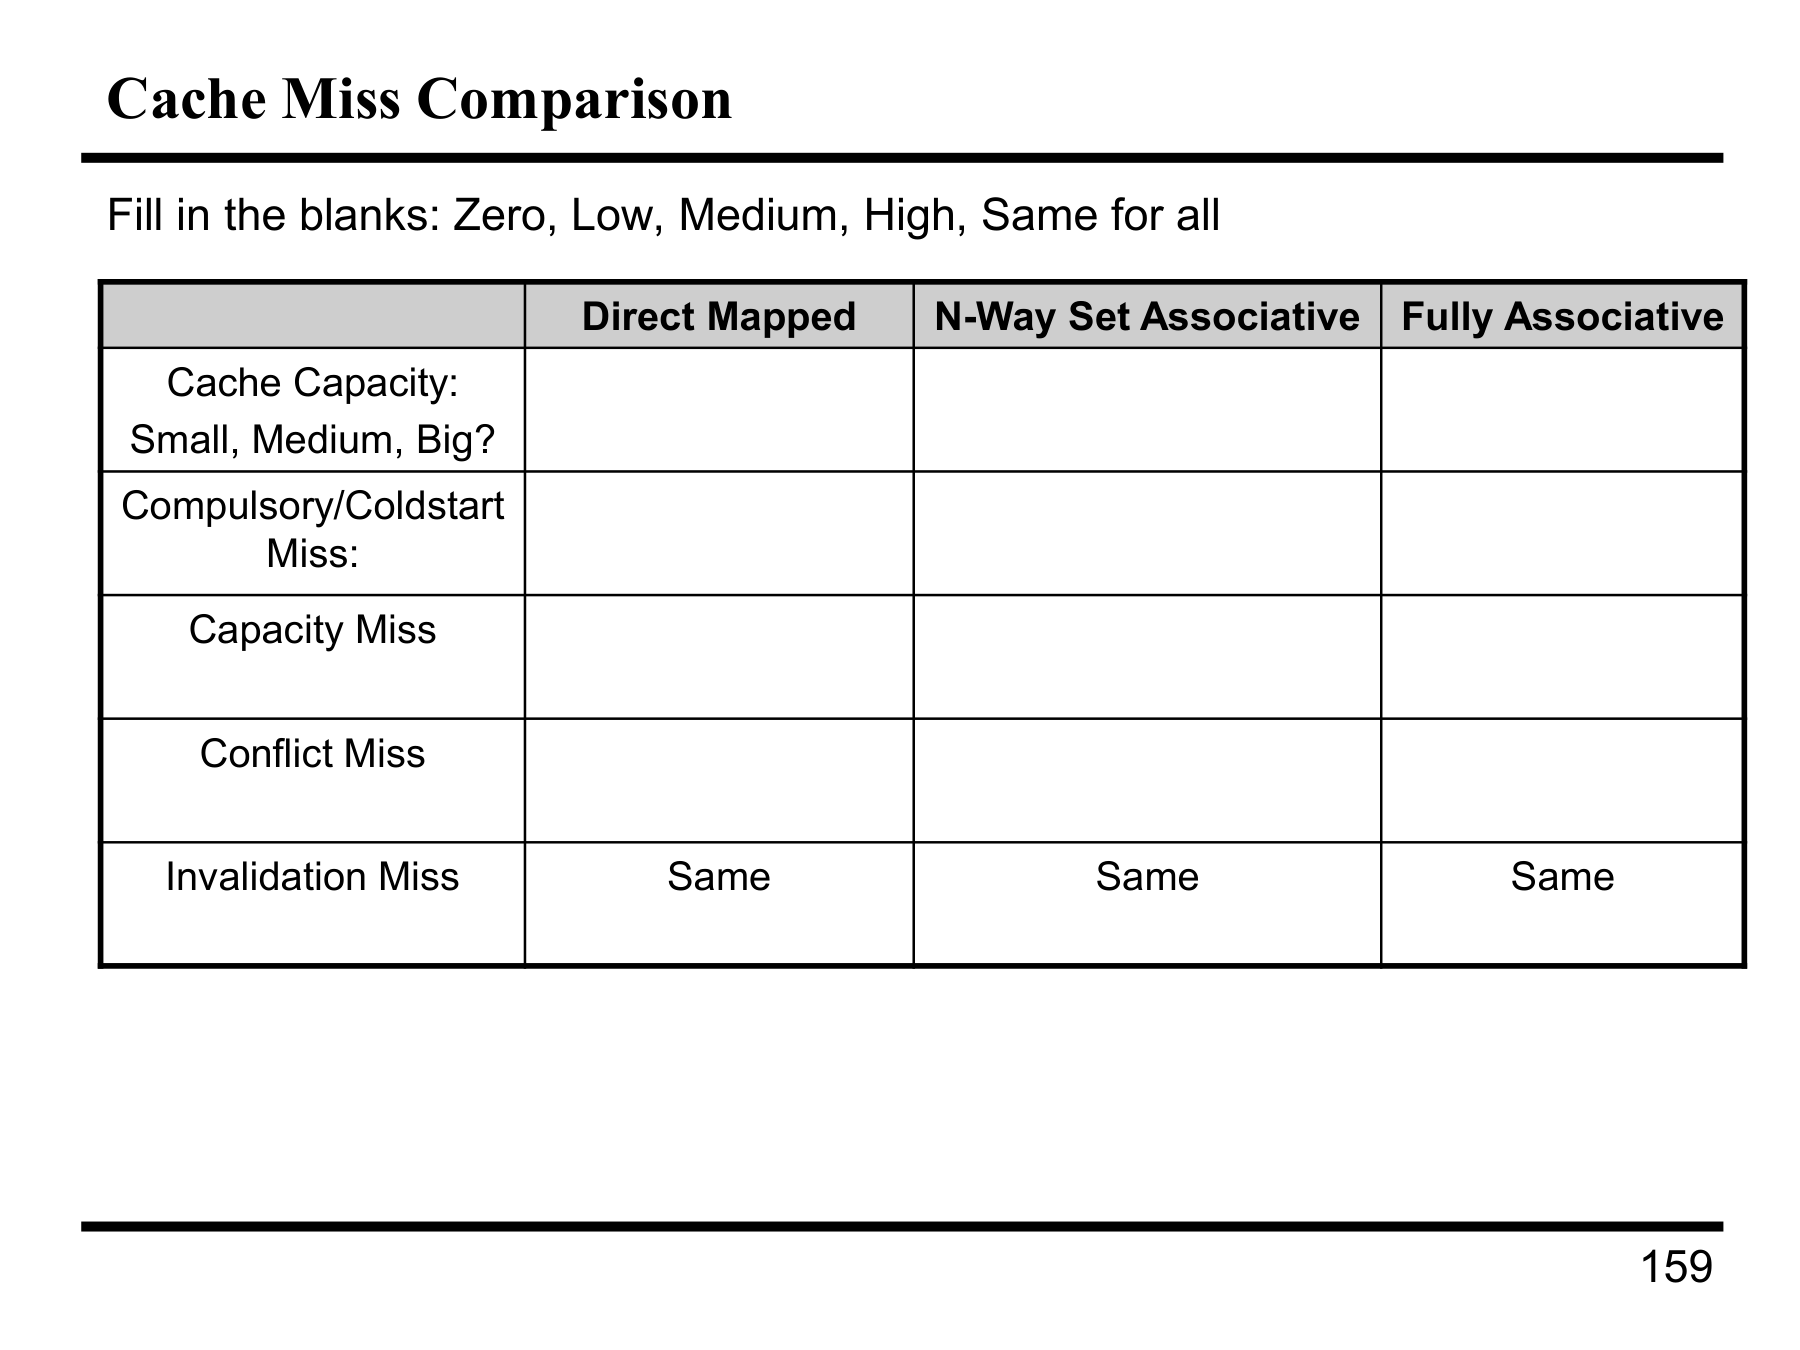 Cache Miss Comparison
Fill in the blanks: Zero, Low, Medium, High, Same for all
Direct Mapped N-Way Set Associative Fully Associative
Cache Capacity:
Small, Medium, Big?
Compulsory/Coldstart
Miss:
Capacity Miss
Conflict Miss
Invalidation Miss Same Same Same
159